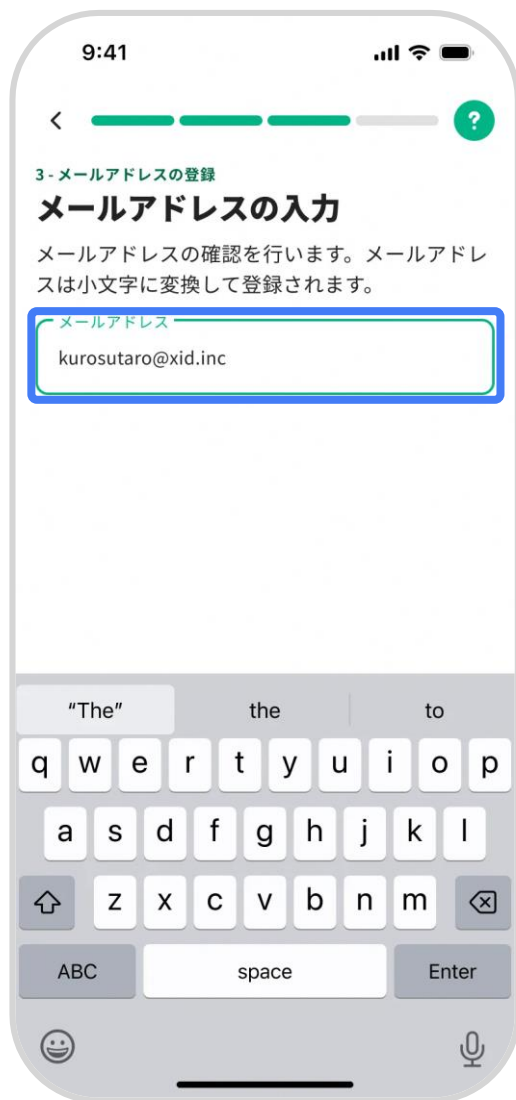 9:41
?
3 - メールアドレスの登録
メールアドレスの入力
メールアドレスの確認を行います。メールアドレ
スは小文字に変換して登録されます。
メールアドレス
kurosutaro@xid.inc
“The” the to
q w e r t y u i o p
a s d f g h j k l
z x c v b n m
ABC space Enter